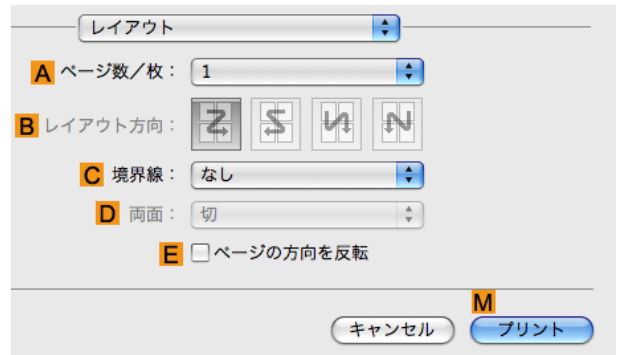 レイアウト
A ページ数/枚： 1
B レイアウト方向：
C 境界線： なし
D 両面： 切
E ページの方向を反転
M
キャンセル プリント